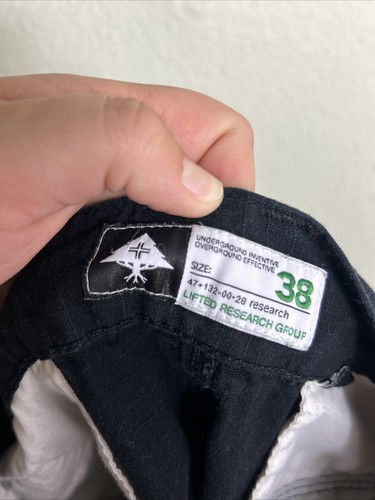 UNDERGROUND INVENTIVE
OVERGROUND EFFECTIVE
SIZE:
38
47+132-00+28 research
LIFTED RESEARCH GROUP